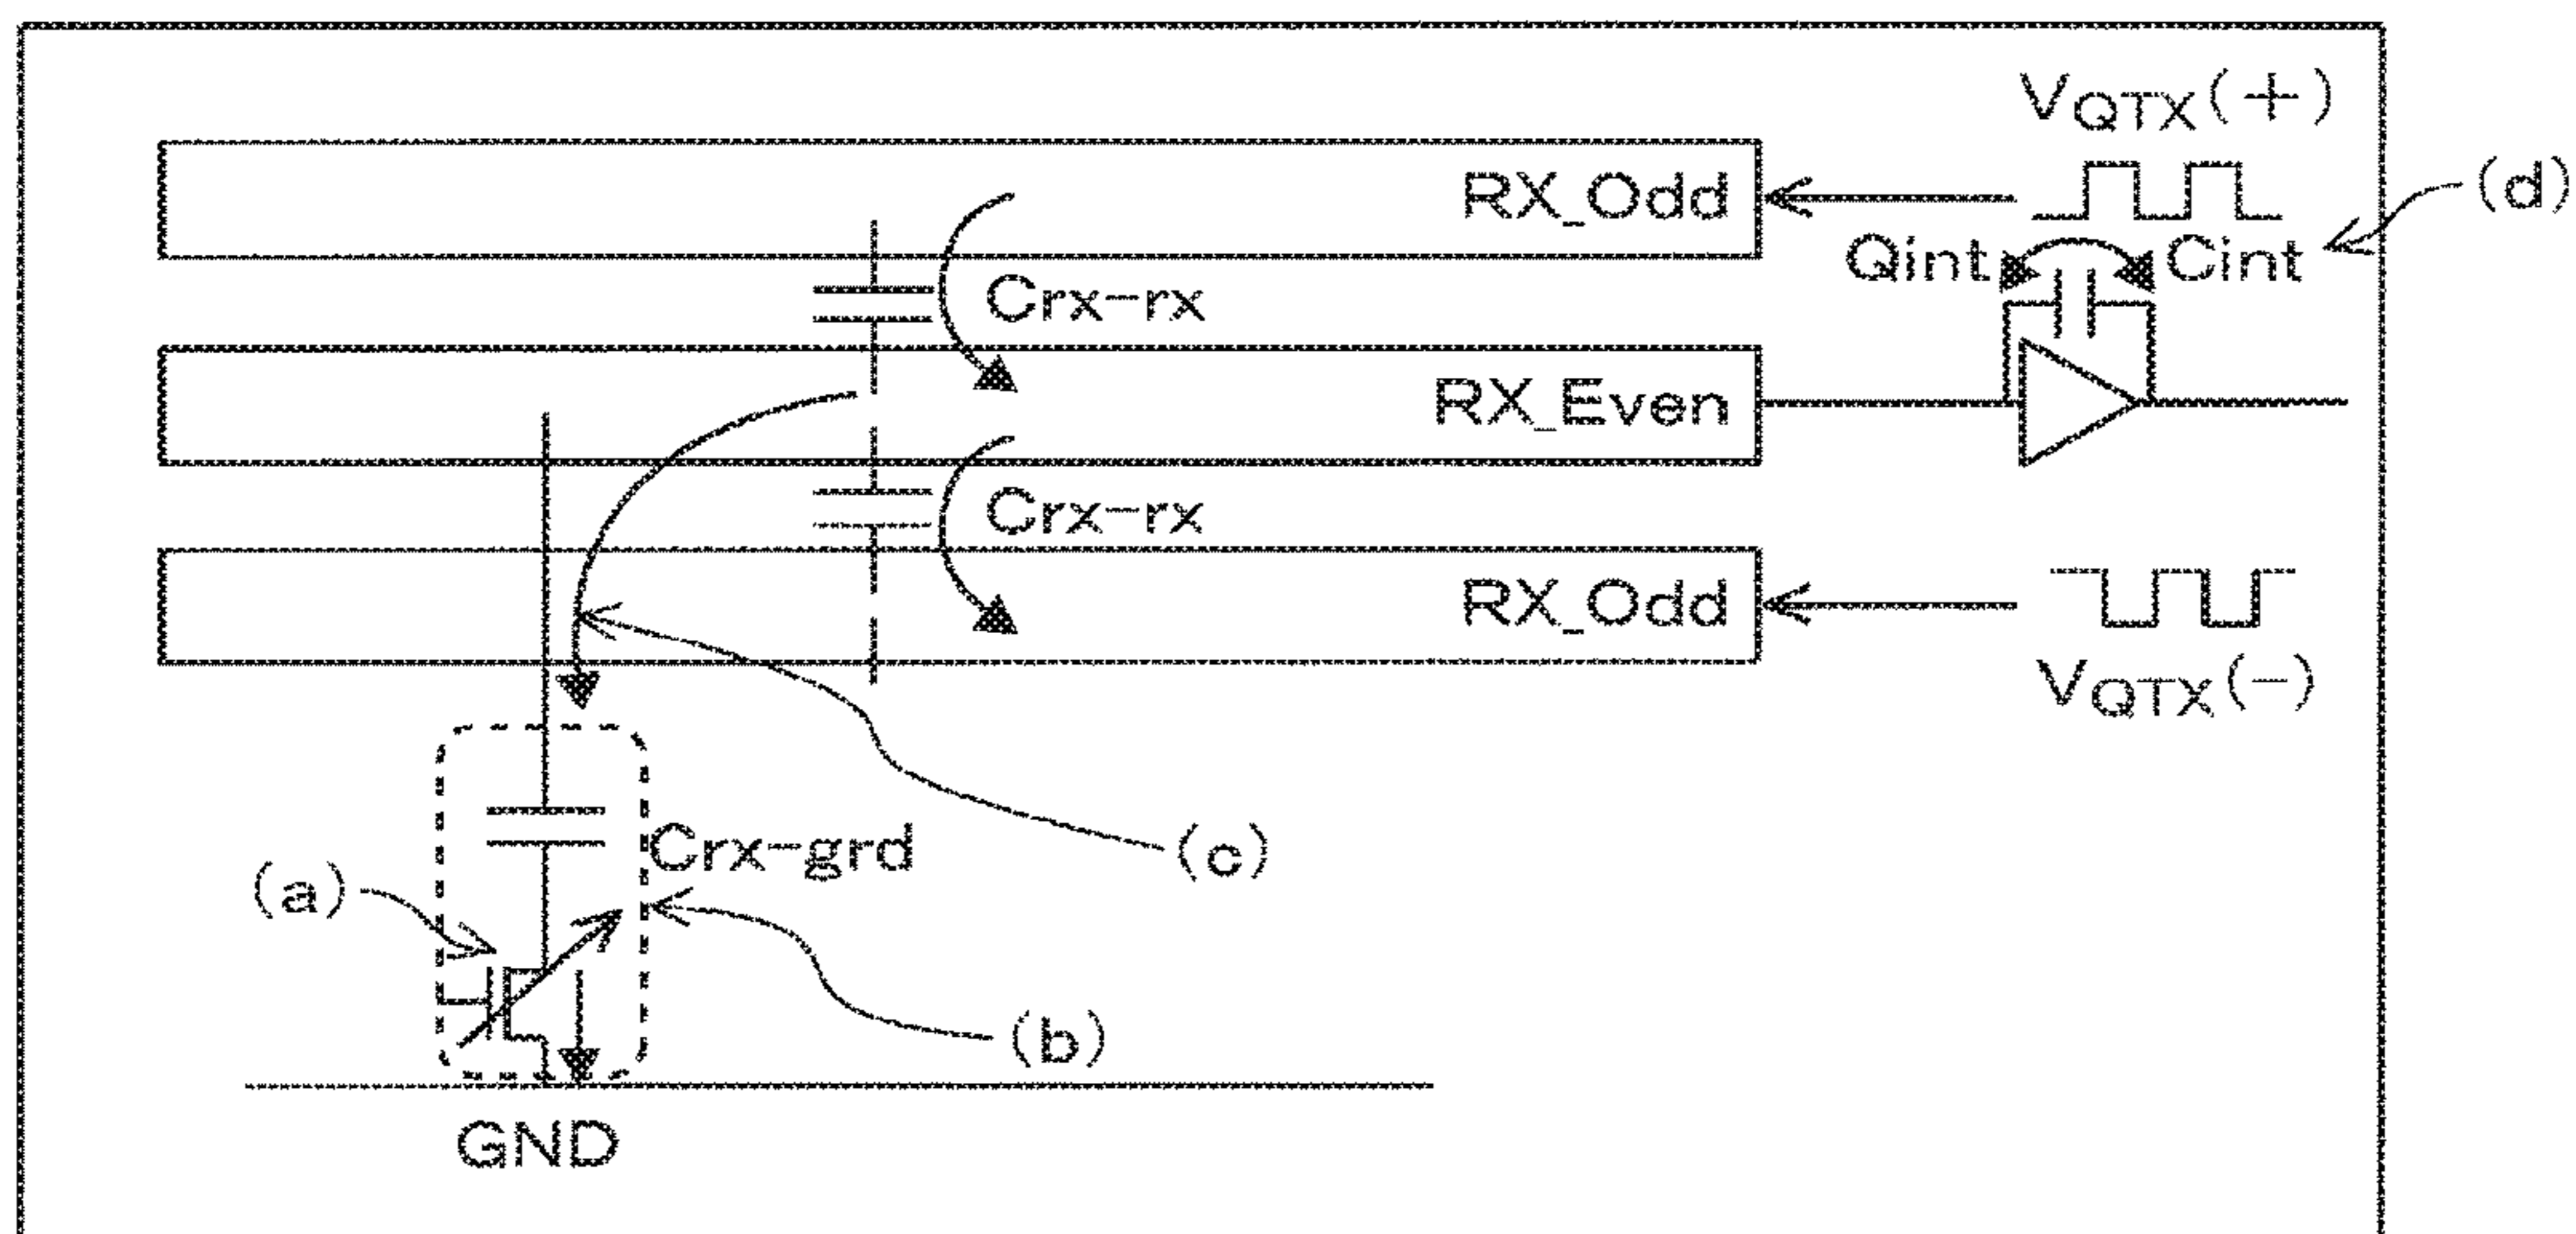 VQTX(+)
RX_Odd
(d)
Qint
Cint
Crx-rx
RX_Even
Crx-rx
RX_Odd
VQTX(-)
Crx-grd
(c)
(a)
(b)
GND